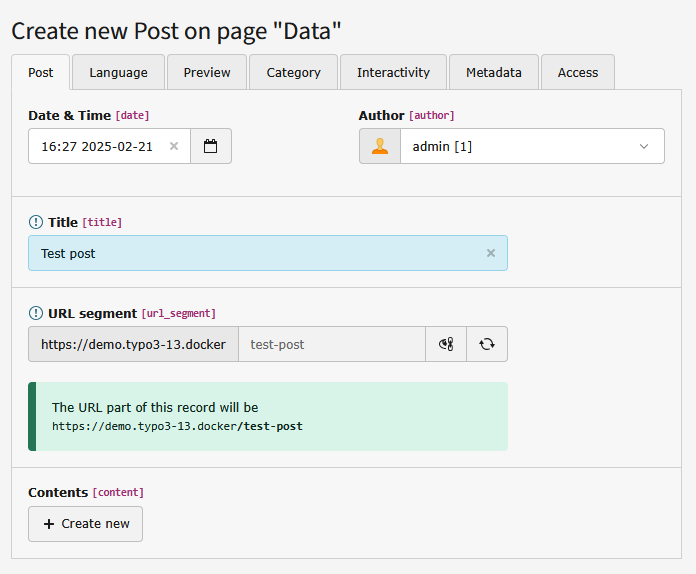 Create new Post on page "Data"
Post Language Preview Category Interactivity Metadata Access
Date & Time [date] Author [author]
16:27 2025-02-21 admin [1]
Title [title]
Test post
URL segment [url_segment]
https://demo.typo3-13.docker test-post
The URL part of this record will be
https://demo.typo3-13.docker/test-post
Contents [content]
+ Create new